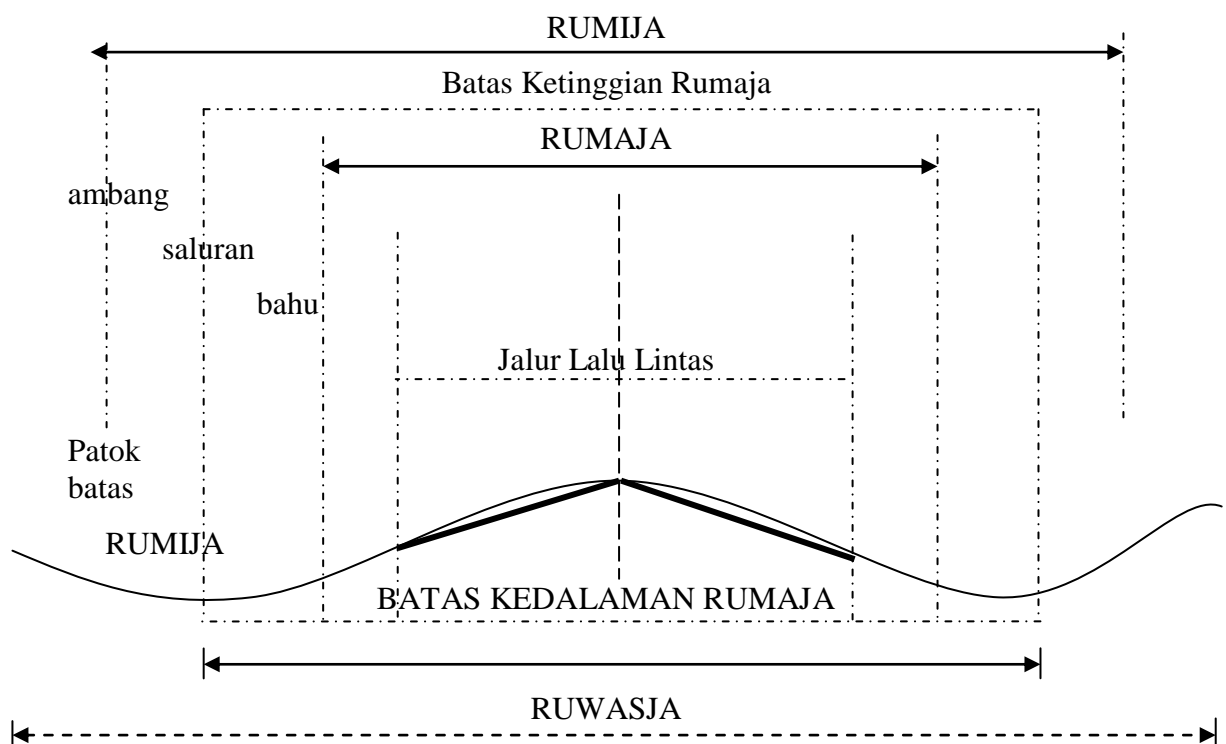 RUMIJA
Batas Ketinggian Rumaja
RUMAJA
ambang
saluran
bahu
Jalur Lalu Lintas
Patok
batas
RUMIJA
BATAS KEDALAMAN RUMAJA
RUWASJA